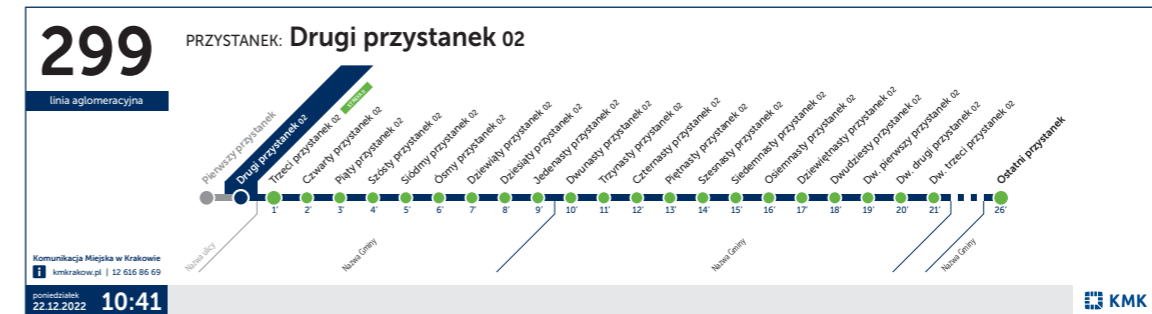 299
linia aglomeracyjna
PRZYSTANEK: Drugi przystanek 02
Pierwszy przystanek
Drugi przystanek 02
Trzeci przystanek 02
Czwarty przystanek 02
Piąty przystanek 02
Szósty przystanek 02
Siódmy przystanek 02
Ósmy przystanek 02
Dziewiąty przystanek 02
Dziesiąty przystanek 02
Jedenasty przystanek 02
Dwunasty przystanek 02
Trzynasty przystanek 02
Czternasty przystanek 02
Piętnasty przystanek 02
Szesnasty przystanek 02
Siedemnasty przystanek 02
Osiemnasty przystanek 02
Dziewiętnasty przystanek 02
Dwudziesty przystanek 02
Dw. pierwszy przystanek 02
Dw. drugi przystanek 02
Dw. trzeci przystanek 02
Ostatni przystanek
1' 2' 3' 4' 5' 6' 7' 8' 9' 10' 11' 12' 13' 14' 15' 16' 17' 18' 19' 20' 21' 26'
Nazwa ulicy
Nazwa Gminy
Nazwa Gminy
Nazwa Gminy
Komunikacja Miejska w Krakowie
i kmkrakow.pl | 12 616 86 69
poniedziałek
22.12.2022 10:41
KMK